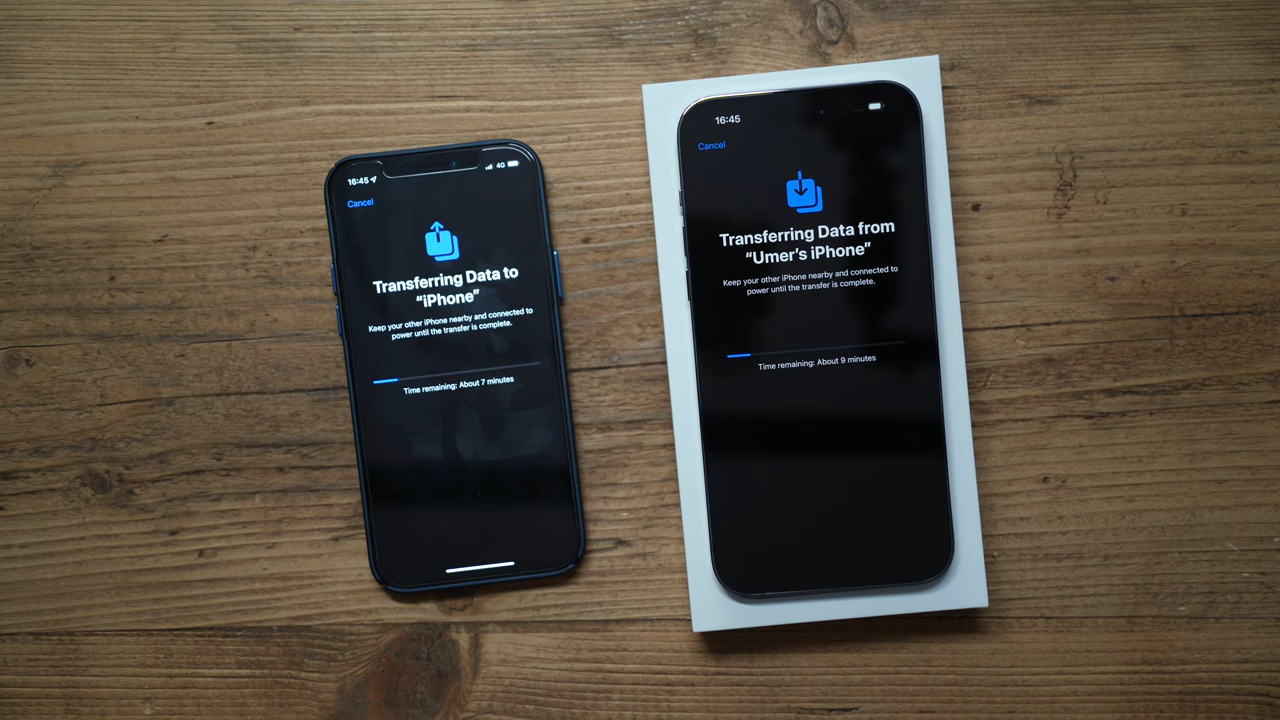 16:45
4G
Cancel
Transferring Data to
“iPhone”
Keep your other iPhone nearby and connected to
power until the transfer is complete.
Time remaining: About 7 minutes
16:45
Cancel
Transferring Data from
“Umer’s iPhone”
Keep your other iPhone nearby and connected to
power until the transfer is complete.
Time remaining: About 9 minutes